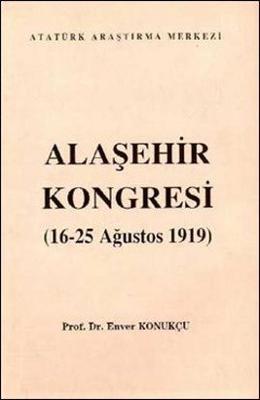 ATATÜRK ARAŞTIRMA MERKEZİ
ALAŞEHİR
KONGRESİ
(16-25 Ağustos 1919)
Prof. Dr. Enver KONUKÇU